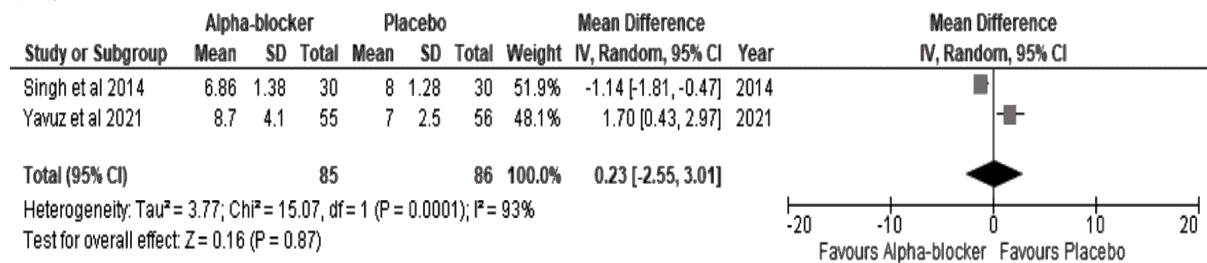 Alpha-blocker Placebo Mean Difference Mean Difference
Study or Subgroup Mean SD Total Mean SD Total Weight IV, Random, 95% CI Year IV, Random, 95% CI
Singh et al 2014 6.86 1.38 30 8 1.28 30 51.9% -1.14 [-1.81, -0.47] 2014
Yavuz et al 2021 8.7 4.1 55 7 2.5 56 48.1% 1.70 [0.43, 2.97] 2021
Total (95% CI) 85 86 100.0% 0.23 [-2.55, 3.01]
Heterogeneity: Tau² = 3.77; Chi² = 15.07, df = 1 (P = 0.0001); I² = 93%
Test for overall effect: Z = 0.16 (P = 0.87)
-20 -10 0 10 20
Favours Alpha-blocker Favours Placebo